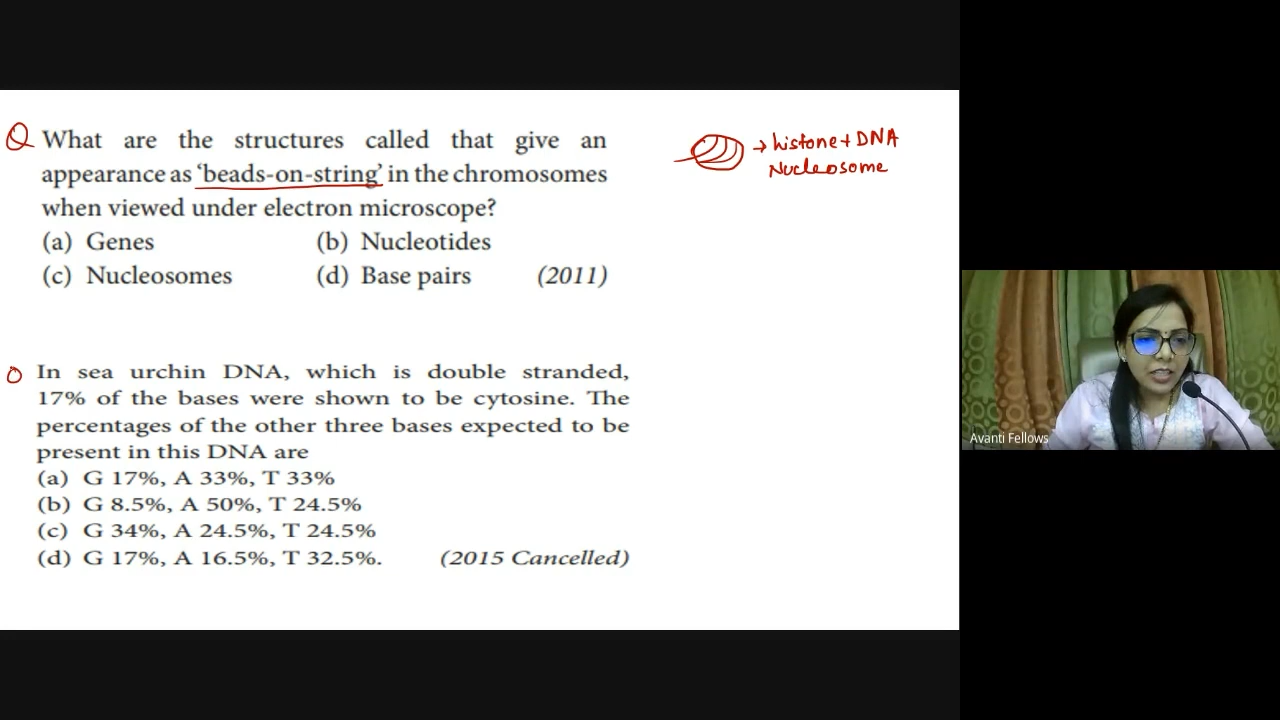 Q What are the structures called that give an
appearance as ‘beads-on-string’ in the chromosomes
when viewed under electron microscope?
(a) Genes (b) Nucleotides
(c) Nucleosomes (d) Base pairs (2011)
→ histone + DNA
Nucleosome
In sea urchin DNA, which is double stranded,
17% of the bases were shown to be cytosine. The
percentages of the other three bases expected to be
present in this DNA are
(a) G 17%, A 33%, T 33%
(b) G 8.5%, A 50%, T 24.5%
(c) G 34%, A 24.5%, T 24.5%
(d) G 17%, A 16.5%, T 32.5%. (2015 Cancelled)
Avanti Fellows